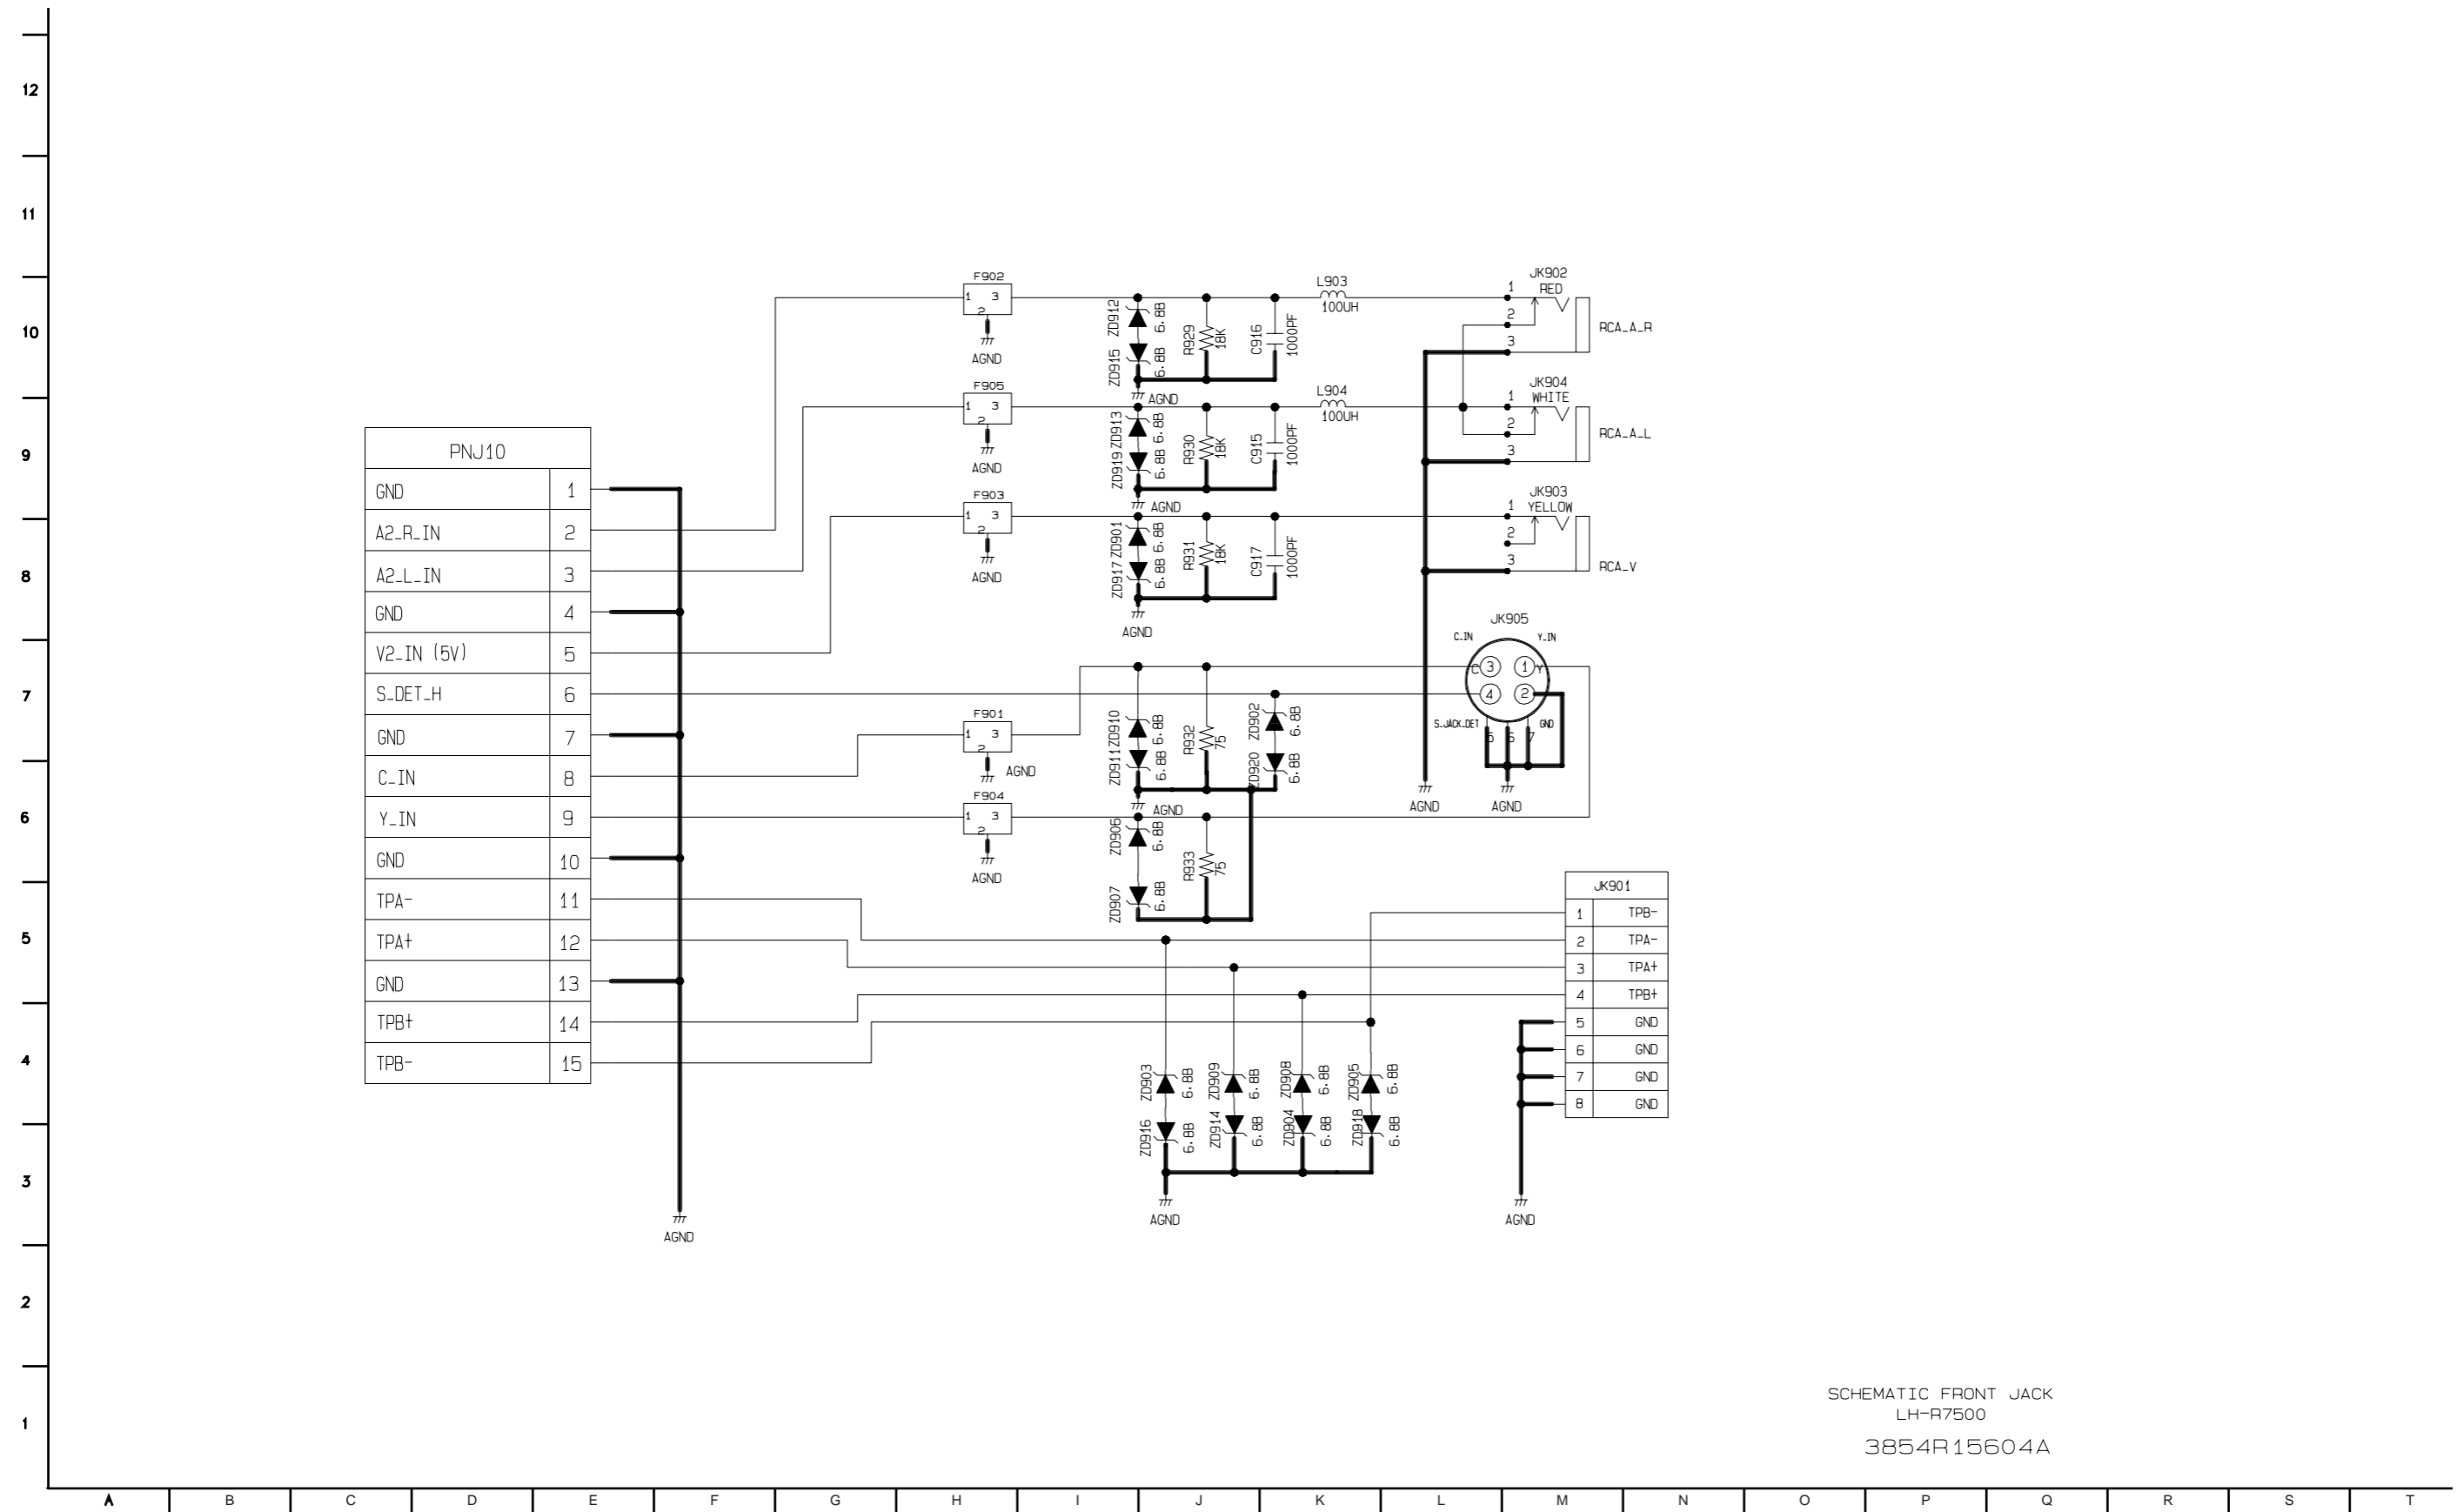 12
11
10
9
8
7
6
5
4
3
2
1
A B C D E F G H I J K L M N O P Q R S T
PNJ10
GND 1
A2_R_IN 2
A2_L_IN 3
GND 4
V2_IN (5V) 5
S_DET_H 6
GND 7
C_IN 8
Y_IN 9
GND 10
TPA- 11
TPA+ 12
GND 13
TPB+ 14
TPB- 15
AGND
F902
1 3
2
AGND
F905
1 3
2
AGND
F903
1 3
2
AGND
F901
1 3
2
AGND
F904
1 3
2
AGND
ZD912 6.8B
ZD915 6.8B
R929 18K
C916 1000PF
AGND
L903
100UH
ZD913 6.8B
ZD919 6.8B
R930 18K
C915 1000PF
AGND
L904
100UH
ZD901 6.8B
ZD917 6.8B
R931 18K
C917 1000PF
AGND
ZD910 6.8B
ZD911 6.8B
R932 75
ZD902 6.8B
ZD920 6.8B
AGND
ZD906 6.8B
ZD907 6.8B
R933 75
ZD903 6.8B
ZD916 6.8B
ZD909 6.8B
ZD914 6.8B
ZD908 6.8B
ZD904 6.8B
ZD905 6.8B
ZD918 6.8B
AGND
JK902
RED
1
2
3
RCA_A_R
JK904
WHITE
1
2
3
RCA_A_L
JK903
YELLOW
1
2
3
RCA_V
AGND
JK905
C_IN Y_IN
C 3 1 Y
4 2
S_JACK_DET GND
5 6 7
AGND
JK901
1 TPB-
2 TPA-
3 TPA+
4 TPB+
5 GND
6 GND
7 GND
8 GND
AGND
SCHEMATIC FRONT JACK
LH-R7500
3854R15604A